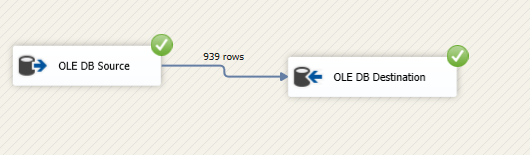 939 rows
OLE DB Source
OLE DB Destination